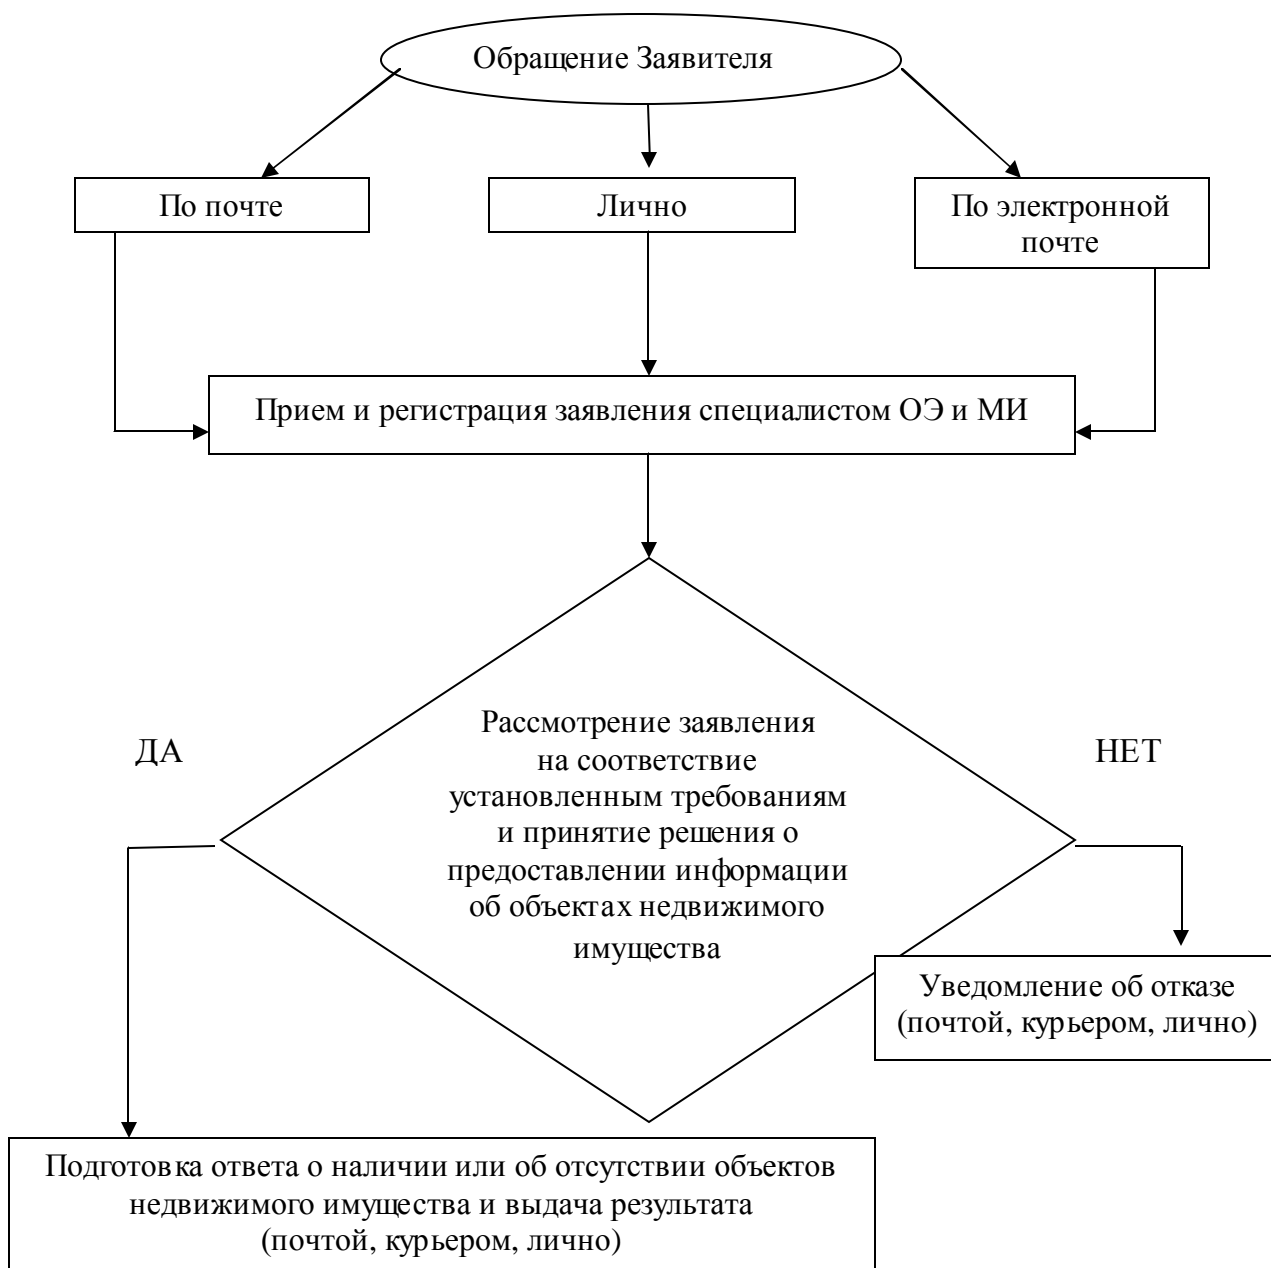 Обращение Заявителя
По почте
Лично
По электронной
почте
Прием и регистрация заявления специалистом ОЭ и МИ
ДА
НЕТ
Рассмотрение заявления
на соответствие
установленным требованиям
и принятие решения о
предоставлении информации
об объектах недвижимого
имущества
Уведомление об отказе
(почтой, курьером, лично)
Подготовка ответа о наличии или об отсутствии объектов
недвижимого имущества и выдача результата
(почтой, курьером, лично)